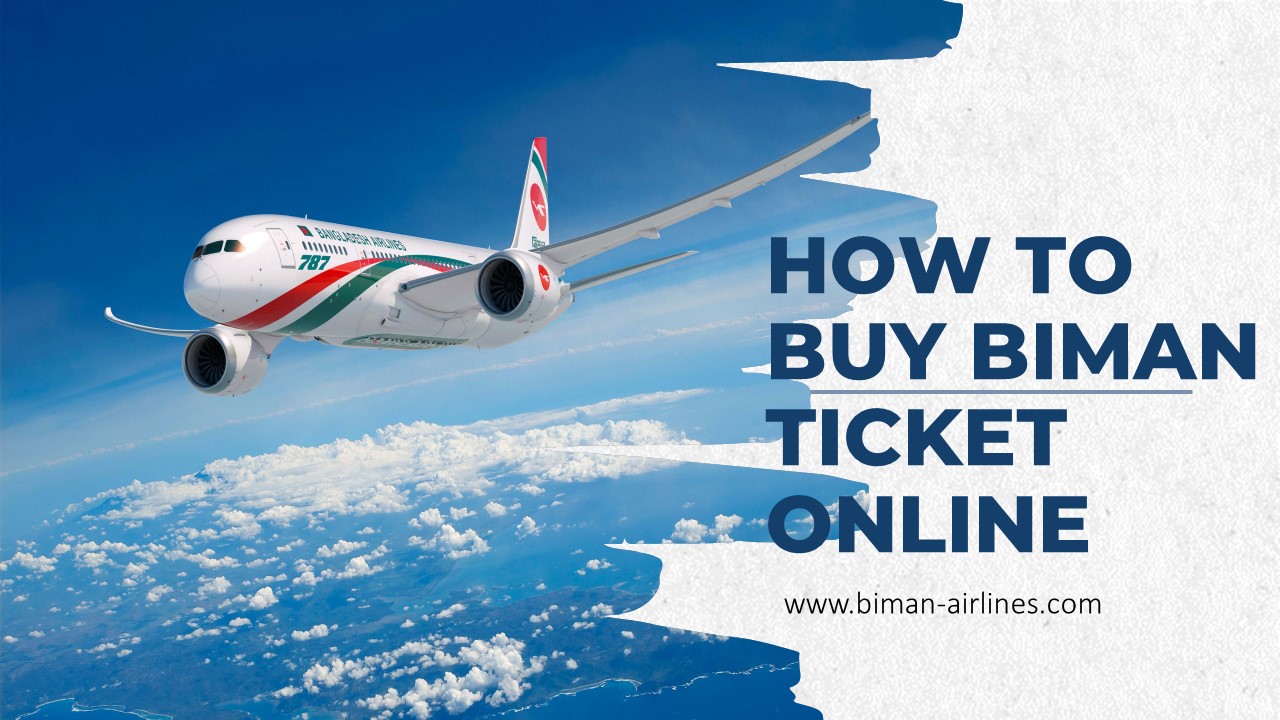 BANGLADESH AIRLINES
787
HOW TO
BUY BIMAN
TICKET
ONLINE
www.biman-airlines.com